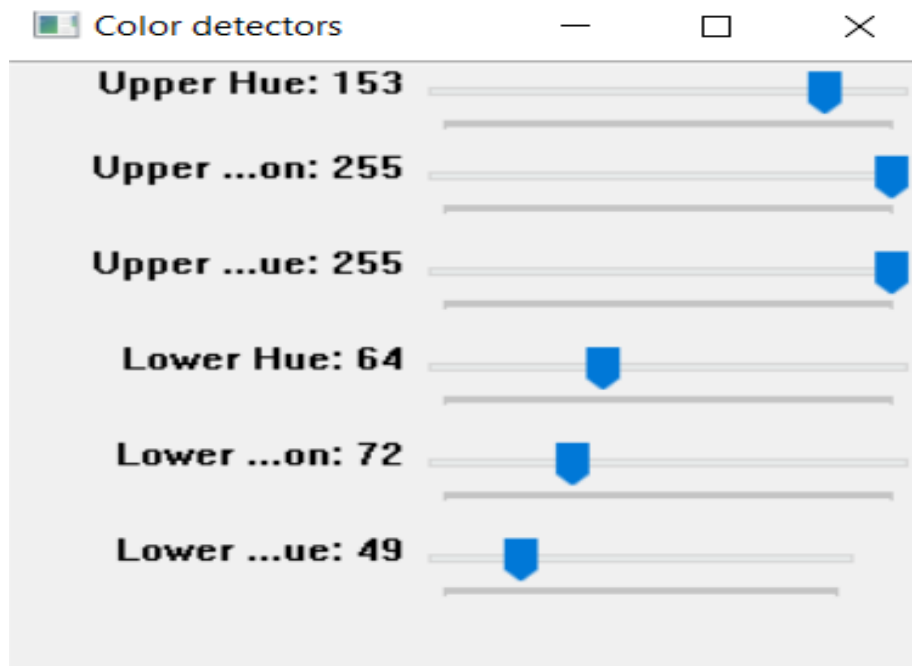 Color detectors
Upper Hue: 153
Upper ...on: 255
Upper ...ue: 255
Lower Hue: 64
Lower ...on: 72
Lower ...ue: 49